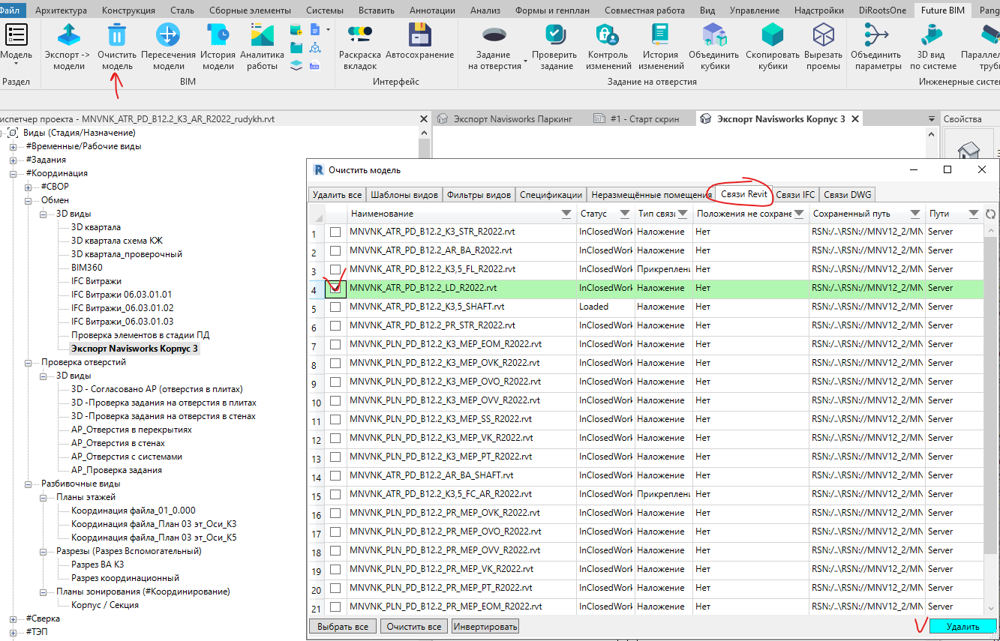 Файл Архитектура Конструкция Сталь Сборные элементы Системы Вставить Аннотации Анализ Формы и генплан Совместная работа Вид Управление Надстройки DiRootsOne Future BIM Pang
Модель Экспорт -> Очистить Пересечения История Аналитика Раскраска Автосохранение Задание Проверить Контроль История Объединить Скопировать Вырезать Объединить 3D вид Паралле
модели модель модели модели работы вкладок на отверстия задание изменений изменений кубики кубики проемы параметры по системе труб
Раздел BIM Интерфейс Задание на отверстия Инженерные систе
испетчер проекта - MNVNK_ATR_PD_B12.2_K3_AR_R2022_rudykh.rvt
Экспорт Navisworks Паркинг #1 - Старт скрин Экспорт Navisworks Корпус 3 Свойства
Виды (Стадия/Назначение)
#Временные/Рабочие виды
#Задания
#Координация
#СВОР
Обмен
3D виды
3D квартала
3D квартала схема КЖ
3D квартала_проверочный
BIM360
IFC Витражи
IFC Витражи 06.03.01.01
IFC Витражи_06.03.01.02
IFC Витражи_06.03.01.03
Проверка элементов в стадии ПД
Экспорт Navisworks Корпус 3
Проверка отверстий
3D виды
3D - Согласовано АР (отверстия в плитах)
3D -Проверка задания на отверстия в плитах
3D -Проверка задания на отверстия в стенах
АР_Отверстия в перекрытиях
АР_Отверстия в стенах
АР_Отверстия с системами
АР_Проверка задания
Разбивочные виды
Планы этажей
Координация файла_01_0.000
Координация файла_План 03 эт_Оси_К3
Координация файла_План 03 эт_Оси_К5
Разрезы (Разрез Вспомогательный)
Разрез ВА К3
Разрез координационный
Планы зонирования (#Координирование)
Корпус / Секция
#Сверка
#ТЭП
Очистить модель
Удалить все Шаблоны видов Фильтры видов Спецификации Неразмещённые помещения Связи Revit Связи IFC Связи DWG
Наименование Статус Тип связи Положения не сохране Сохраненный путь Пути
1 MNVNK_ATR_PD_B12.2_K3_STR_R2022.rvt InClosedWork Наложение Нет RSN:/..\RSN://MNV12_2/MN Server
2 MNVNK_ATR_PD_B12.2_AR_BA_R2022.rvt InClosedWork Наложение Нет RSN:/..\RSN://MNV12_2/MN Server
3 MNVNK_ATR_PD_B12.2_K3,5_FL_R2022.rvt InClosedWork Прикреплени Нет RSN:/..\RSN://MNV12_2/MN Server
4 MNVNK_ATR_PD_B12.2_LD_R2022.rvt InClosedWork Наложение Нет RSN:/..\RSN://MNV12_2/MN Server
5 MNVNK_ATR_PD_B12.2_K3,5_SHAFT.rvt Loaded Наложение Нет RSN:/..\RSN://MNV12_2/MN Server
6 MNVNK_ATR_PD_B12.2_PR_STR_R2022.rvt InClosedWork Наложение Нет RSN:/..\RSN://MNV12_2/MN Server
7 MNVNK_PLN_PD_B12.2_K3_MEP_EOM_R2022.rvt InClosedWork Наложение Нет RSN:/..\RSN://MNV12_2/MN Server
8 MNVNK_PLN_PD_B12.2_K3_MEP_OVK_R2022.rvt InClosedWork Наложение Нет RSN:/..\RSN://MNV12_2/MN Server
9 MNVNK_PLN_PD_B12.2_K3_MEP_OVO_R2022.rvt InClosedWork Наложение Нет RSN:/..\RSN://MNV12_2/MN Server
10 MNVNK_PLN_PD_B12.2_K3_MEP_OVV_R2022.rvt InClosedWork Наложение Нет RSN:/..\RSN://MNV12_2/MN Server
11 MNVNK_PLN_PD_B12.2_K3_MEP_SS_R2022.rvt InClosedWork Наложение Нет RSN:/..\RSN://MNV12_2/MN Server
12 MNVNK_PLN_PD_B12.2_K3_MEP_VK_R2022.rvt InClosedWork Наложение Нет RSN:/..\RSN://MNV12_2/MN Server
13 MNVNK_PLN_PD_B12.2_K3_MEP_PT_R2022.rvt InClosedWork Наложение Нет RSN:/..\RSN://MNV12_2/MN Server
14 MNVNK_ATR_PD_B12.2_AR_BA_SHAFT.rvt InClosedWork Наложение Нет RSN:/..\RSN://MNV12_2/MN Server
15 MNVNK_ATR_PD_B12.2_K3,5_FC_AR_R2022.rvt InClosedWork Прикреплени Нет RSN:/..\RSN://MNV12_2/MN Server
16 MNVNK_PLN_PD_B12.2_PR_MEP_OVK_R2022.rvt InClosedWork Наложение Нет RSN:/..\RSN://MNV12_2/MN Server
17 MNVNK_PLN_PD_B12.2_PR_MEP_OVO_R2022.rvt InClosedWork Наложение Нет RSN:/..\RSN://MNV12_2/MN Server
18 MNVNK_PLN_PD_B12.2_PR_MEP_OVV_R2022.rvt InClosedWork Наложение Нет RSN:/..\RSN://MNV12_2/MN Server
19 MNVNK_PLN_PD_B12.2_PR_MEP_VK_R2022.rvt InClosedWork Наложение Нет RSN:/..\RSN://MNV12_2/MN Server
20 MNVNK_PLN_PD_B12.2_PR_MEP_PT_R2022.rvt InClosedWork Наложение Нет RSN:/..\RSN://MNV12_2/MN Server
21 MNVNK_PLN_PD_B12.2_PR_MEP_EOM_R2022.rvt InClosedWork Наложение Нет RSN:/..\RSN://MNV12_2/MN Server
Выбрать все Очистить все Инвертировать Удалить